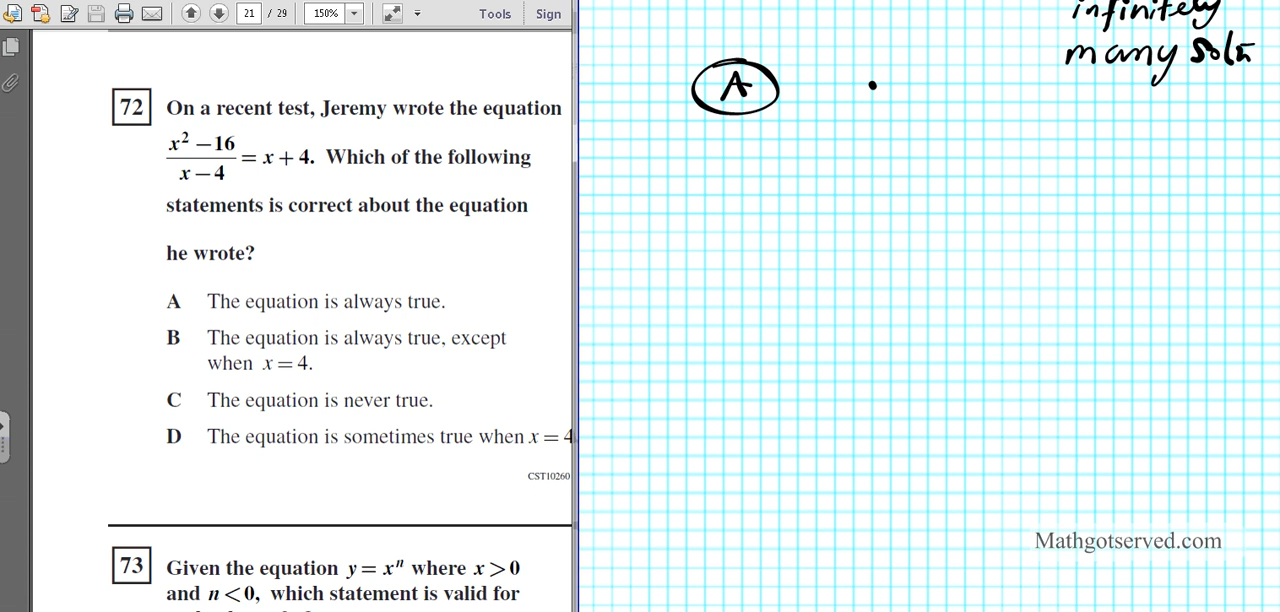 21 / 29 150% Tools Sign
72 On a recent test, Jeremy wrote the equation
x² − 16 / x − 4 = x + 4. Which of the following
statements is correct about the equation
he wrote?
A The equation is always true.
B The equation is always true, except
when x = 4.
C The equation is never true.
D The equation is sometimes true when x = 4
CST10260
73 Given the equation y = xⁿ where x > 0
and n < 0, which statement is valid for
infinitely
many soln
A
Mathgotserved.com